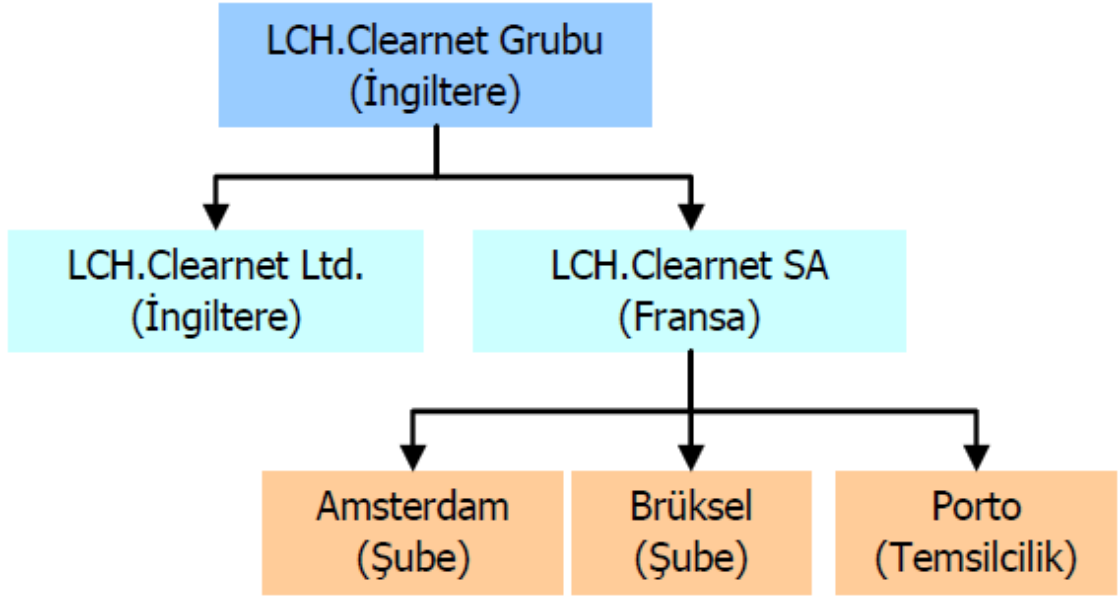 LCH.Clearnet Grubu
(İngiltere)
LCH.Clearnet Ltd.
(İngiltere)
LCH.Clearnet SA
(Fransa)
Amsterdam
(Şube)
Brüksel
(Şube)
Porto
(Temsilcilik)